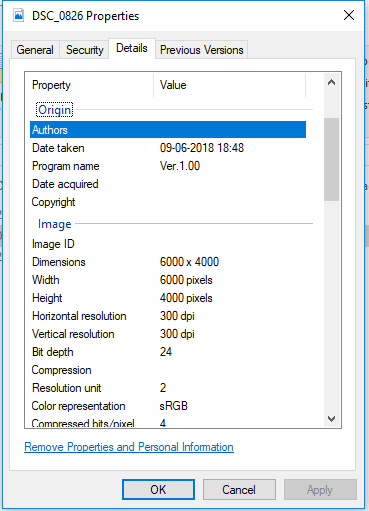 DSC_0826 Properties
General Security Details Previous Versions
Property Value
Origin
Authors
Date taken 09-06-2018 18:48
Program name Ver.1.00
Date acquired
Copyright
Image
Image ID
Dimensions 6000 x 4000
Width 6000 pixels
Height 4000 pixels
Horizontal resolution 300 dpi
Vertical resolution 300 dpi
Bit depth 24
Compression
Resolution unit 2
Color representation sRGB
Compressed bits/pixel 4
Remove Properties and Personal Information
OK Cancel Apply